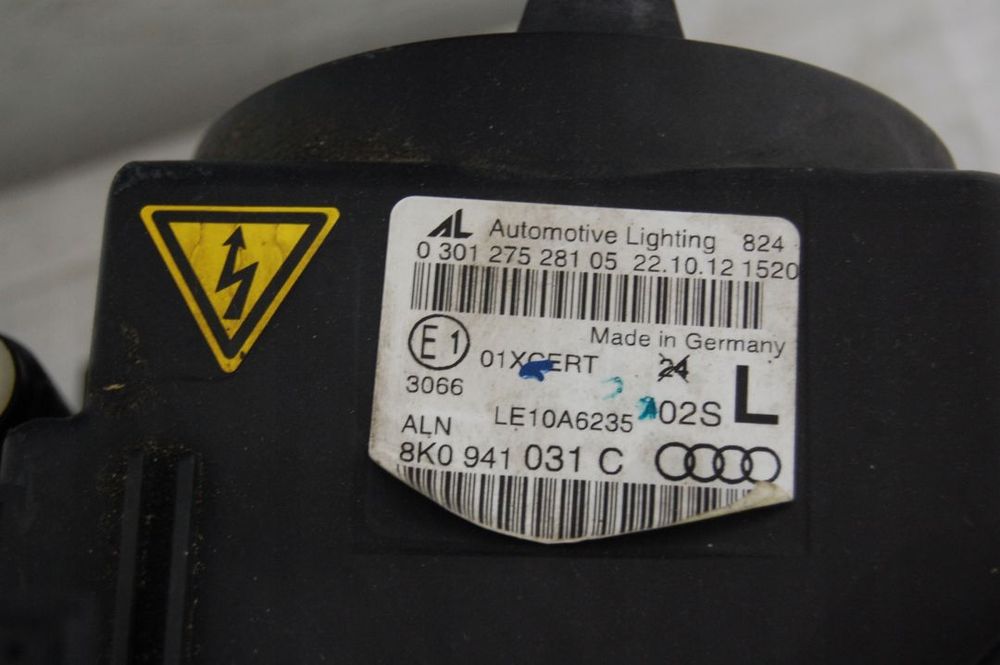 AL Automotive Lighting 824
0 301 275 281 05 22.10.12 1520
Made in Germany
E1 01XCERT 24
3066
LE10A6235 A02S L
ALN
8K0 941 031 C